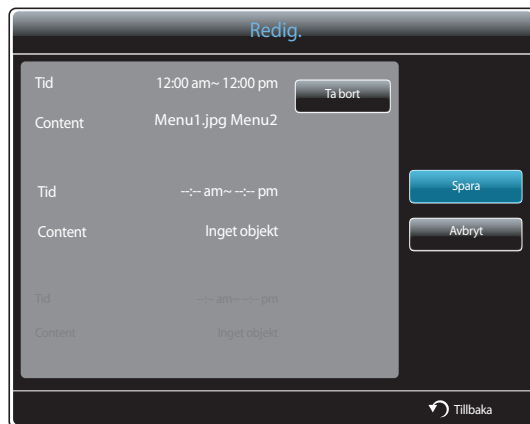 Redig.
Tid 12:00 am~ 12:00 pm Ta bort
Content Menu1.jpg Menu2
Tid --:-- am~ --:-- pm
Content Inget objekt
Spara
Avbryt
Tid --:-- am~ --:-- pm
Content Inget objekt
Tillbaka